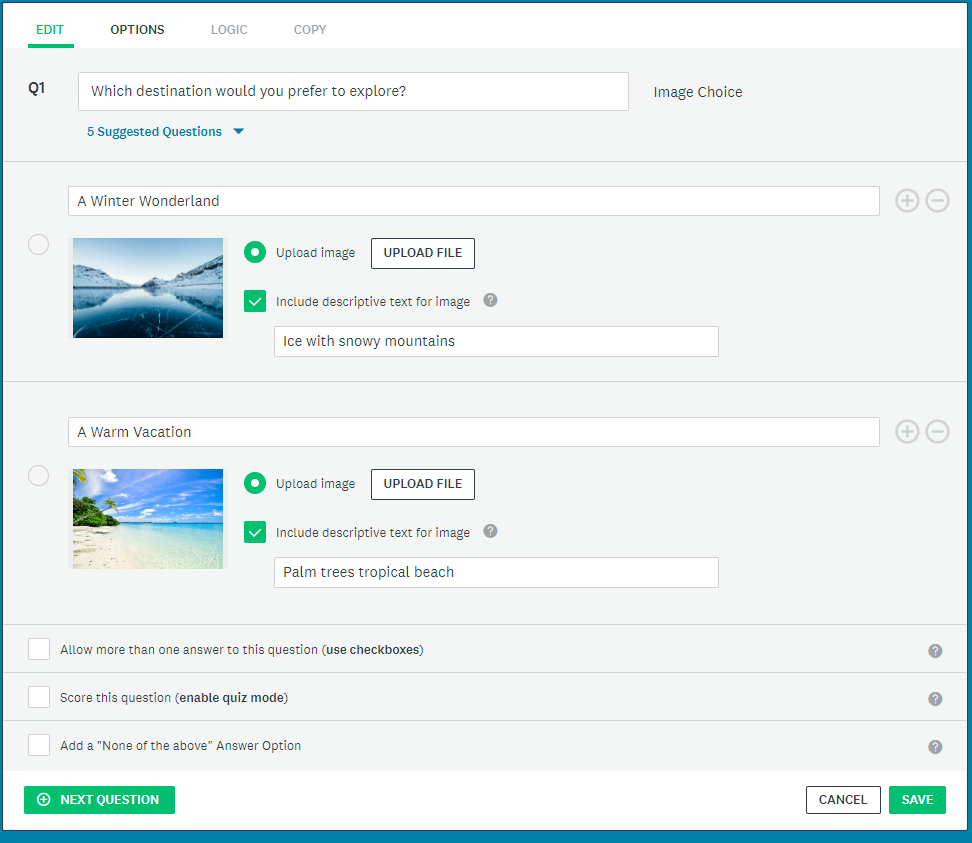 EDIT OPTIONS LOGIC COPY
Q1 Which destination would you prefer to explore? Image Choice
5 Suggested Questions
A Winter Wonderland
Upload image UPLOAD FILE
Include descriptive text for image ?
Ice with snowy mountains
A Warm Vacation
Upload image UPLOAD FILE
Include descriptive text for image ?
Palm trees tropical beach
Allow more than one answer to this question (use checkboxes) ?
Score this question (enable quiz mode) ?
Add a "None of the above" Answer Option ?
NEXT QUESTION CANCEL SAVE